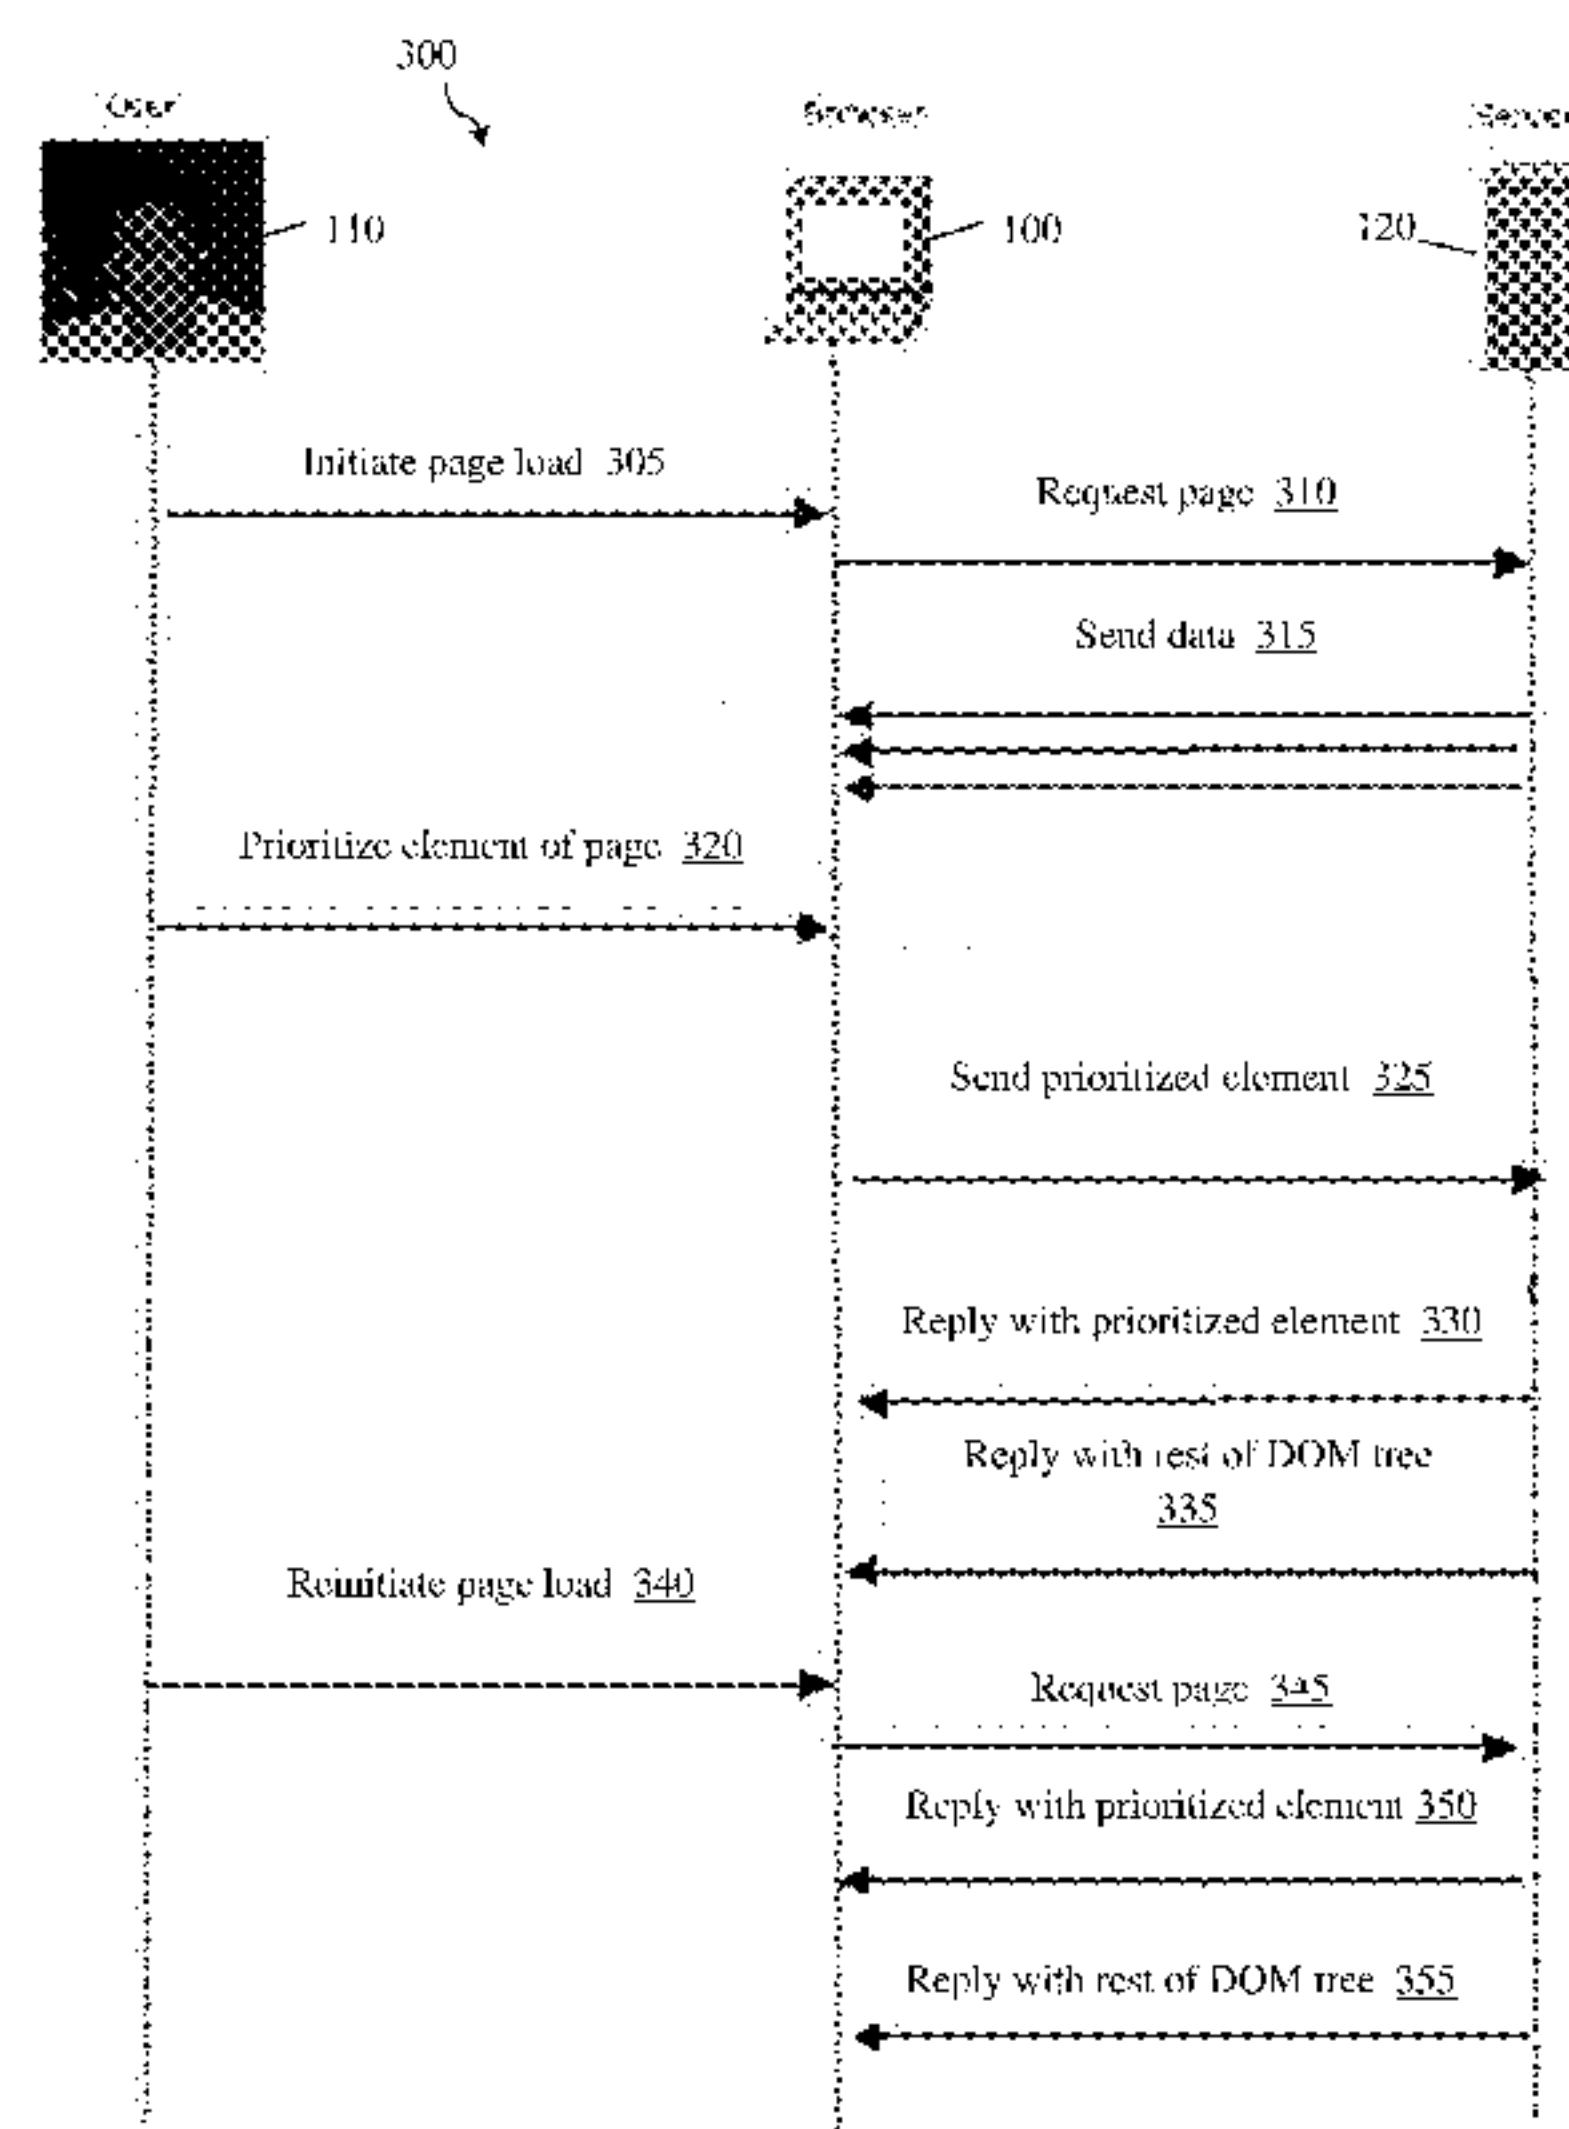 300
User
Browser
110
100
120
Initiate page load 305
Request page 310
Send data 315
Prioritize element of page 320
Send prioritized element 325
Reply with prioritized element 330
Reply with rest of DOM tree
335
Reinitiate page load 340
Request page 345
Reply with prioritized element 350
Reply with rest of DOM tree 355